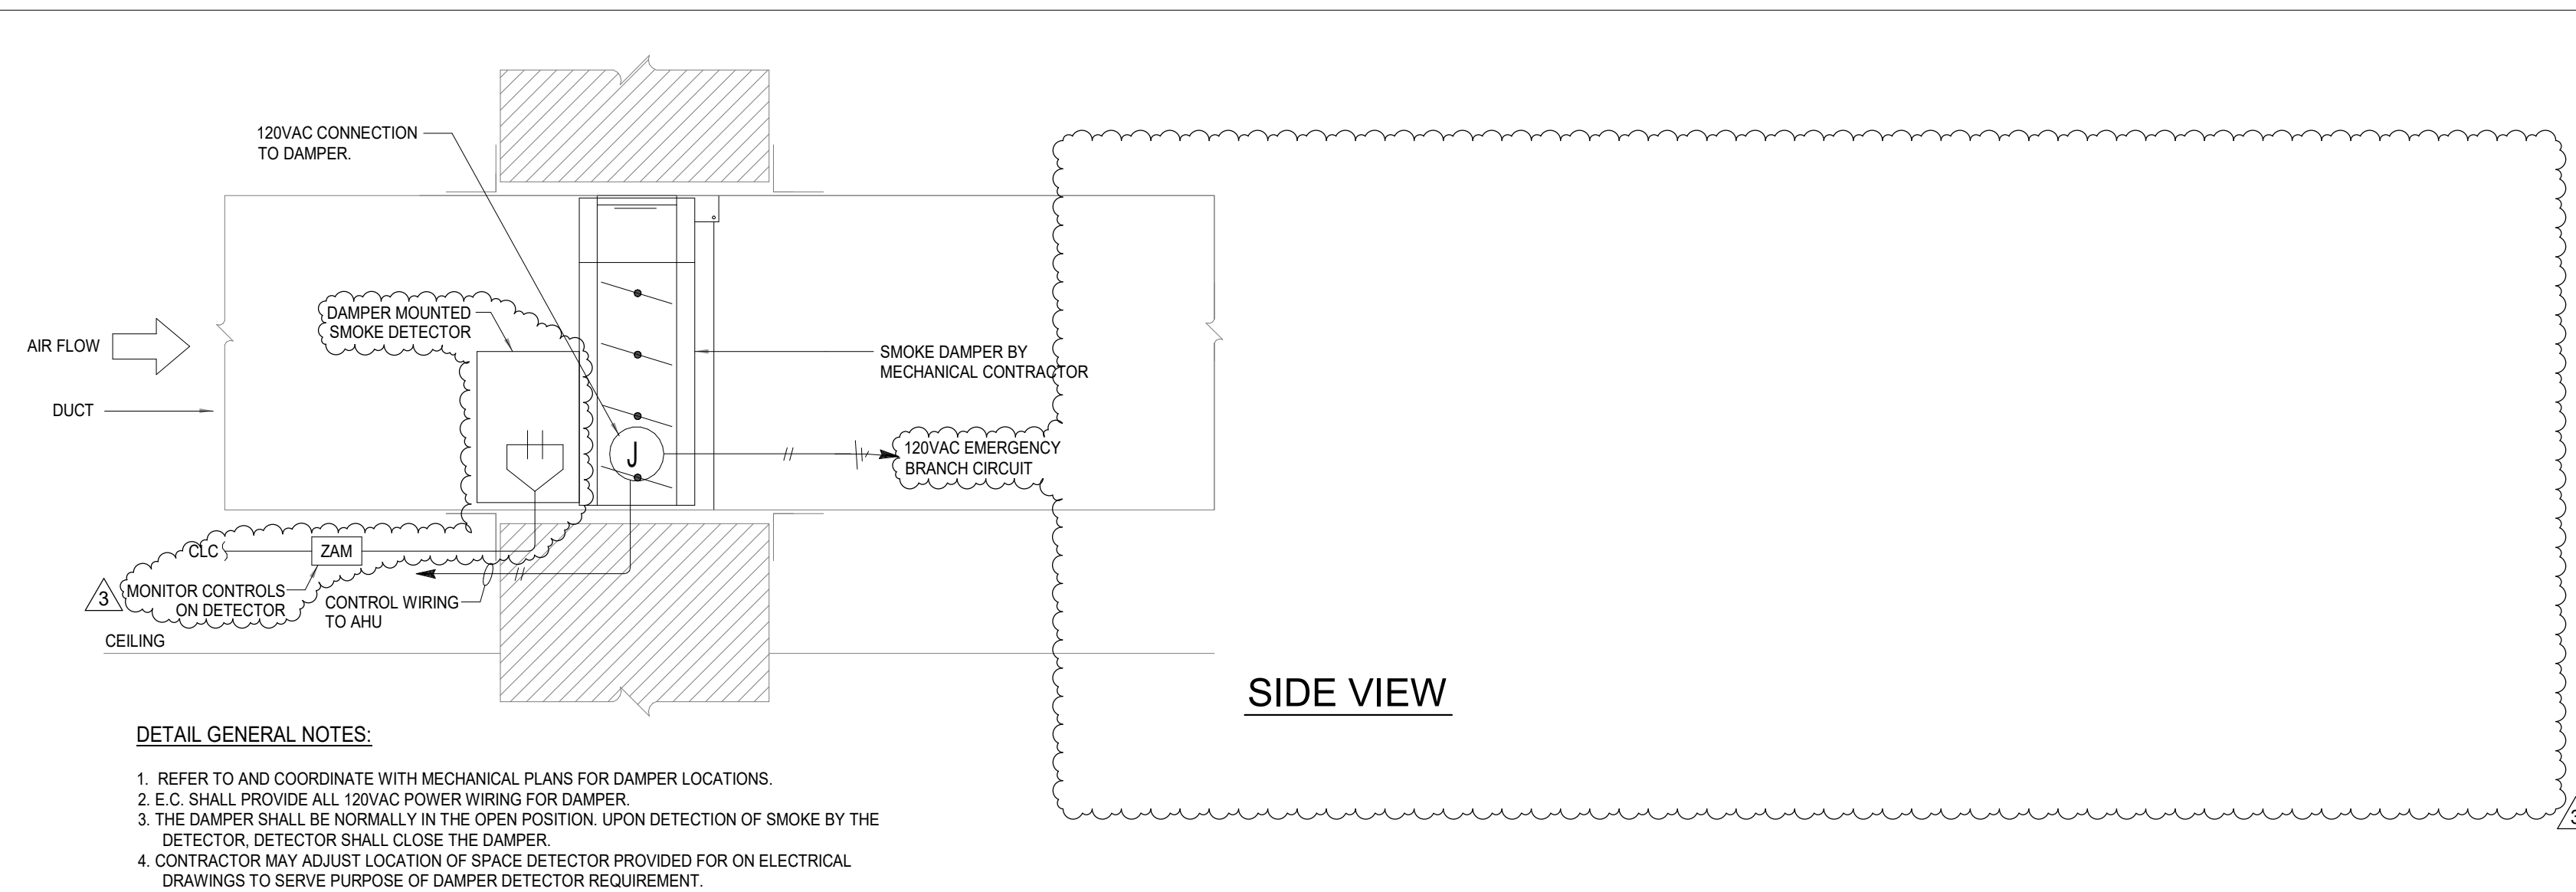 120VAC CONNECTION
TO DAMPER.
DAMPER MOUNTED
SMOKE DETECTOR
AIR FLOW
SMOKE DAMPER BY
MECHANICAL CONTRACTOR
DUCT
J
120VAC EMERGENCY
BRANCH CIRCUIT
CLC
ZAM
3
MONITOR CONTROLS
ON DETECTOR
CONTROL WIRING
TO AHU
CEILING
SIDE VIEW
DETAIL GENERAL NOTES:
1. REFER TO AND COORDINATE WITH MECHANICAL PLANS FOR DAMPER LOCATIONS.
2. E.C. SHALL PROVIDE ALL 120VAC POWER WIRING FOR DAMPER.
3. THE DAMPER SHALL BE NORMALLY IN THE OPEN POSITION. UPON DETECTION OF SMOKE BY THE
DETECTOR, DETECTOR SHALL CLOSE THE DAMPER.
4. CONTRACTOR MAY ADJUST LOCATION OF SPACE DETECTOR PROVIDED FOR ON ELECTRICAL
DRAWINGS TO SERVE PURPOSE OF DAMPER DETECTOR REQUIREMENT.
3